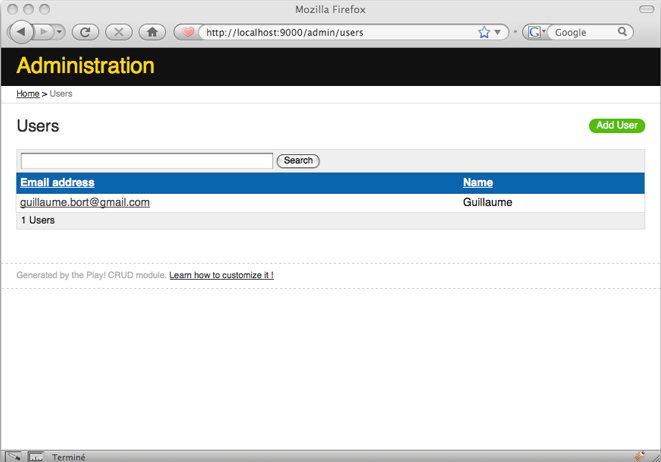 Mozilla Firefox
http://localhost:9000/admin/users
Google
Administration
Home > Users
Users
Add User
Search
Email address Name
guillaume.bort@gmail.com Guillaume
1 Users
Generated by the Play! CRUD module. Learn how to customize it !
Terminé